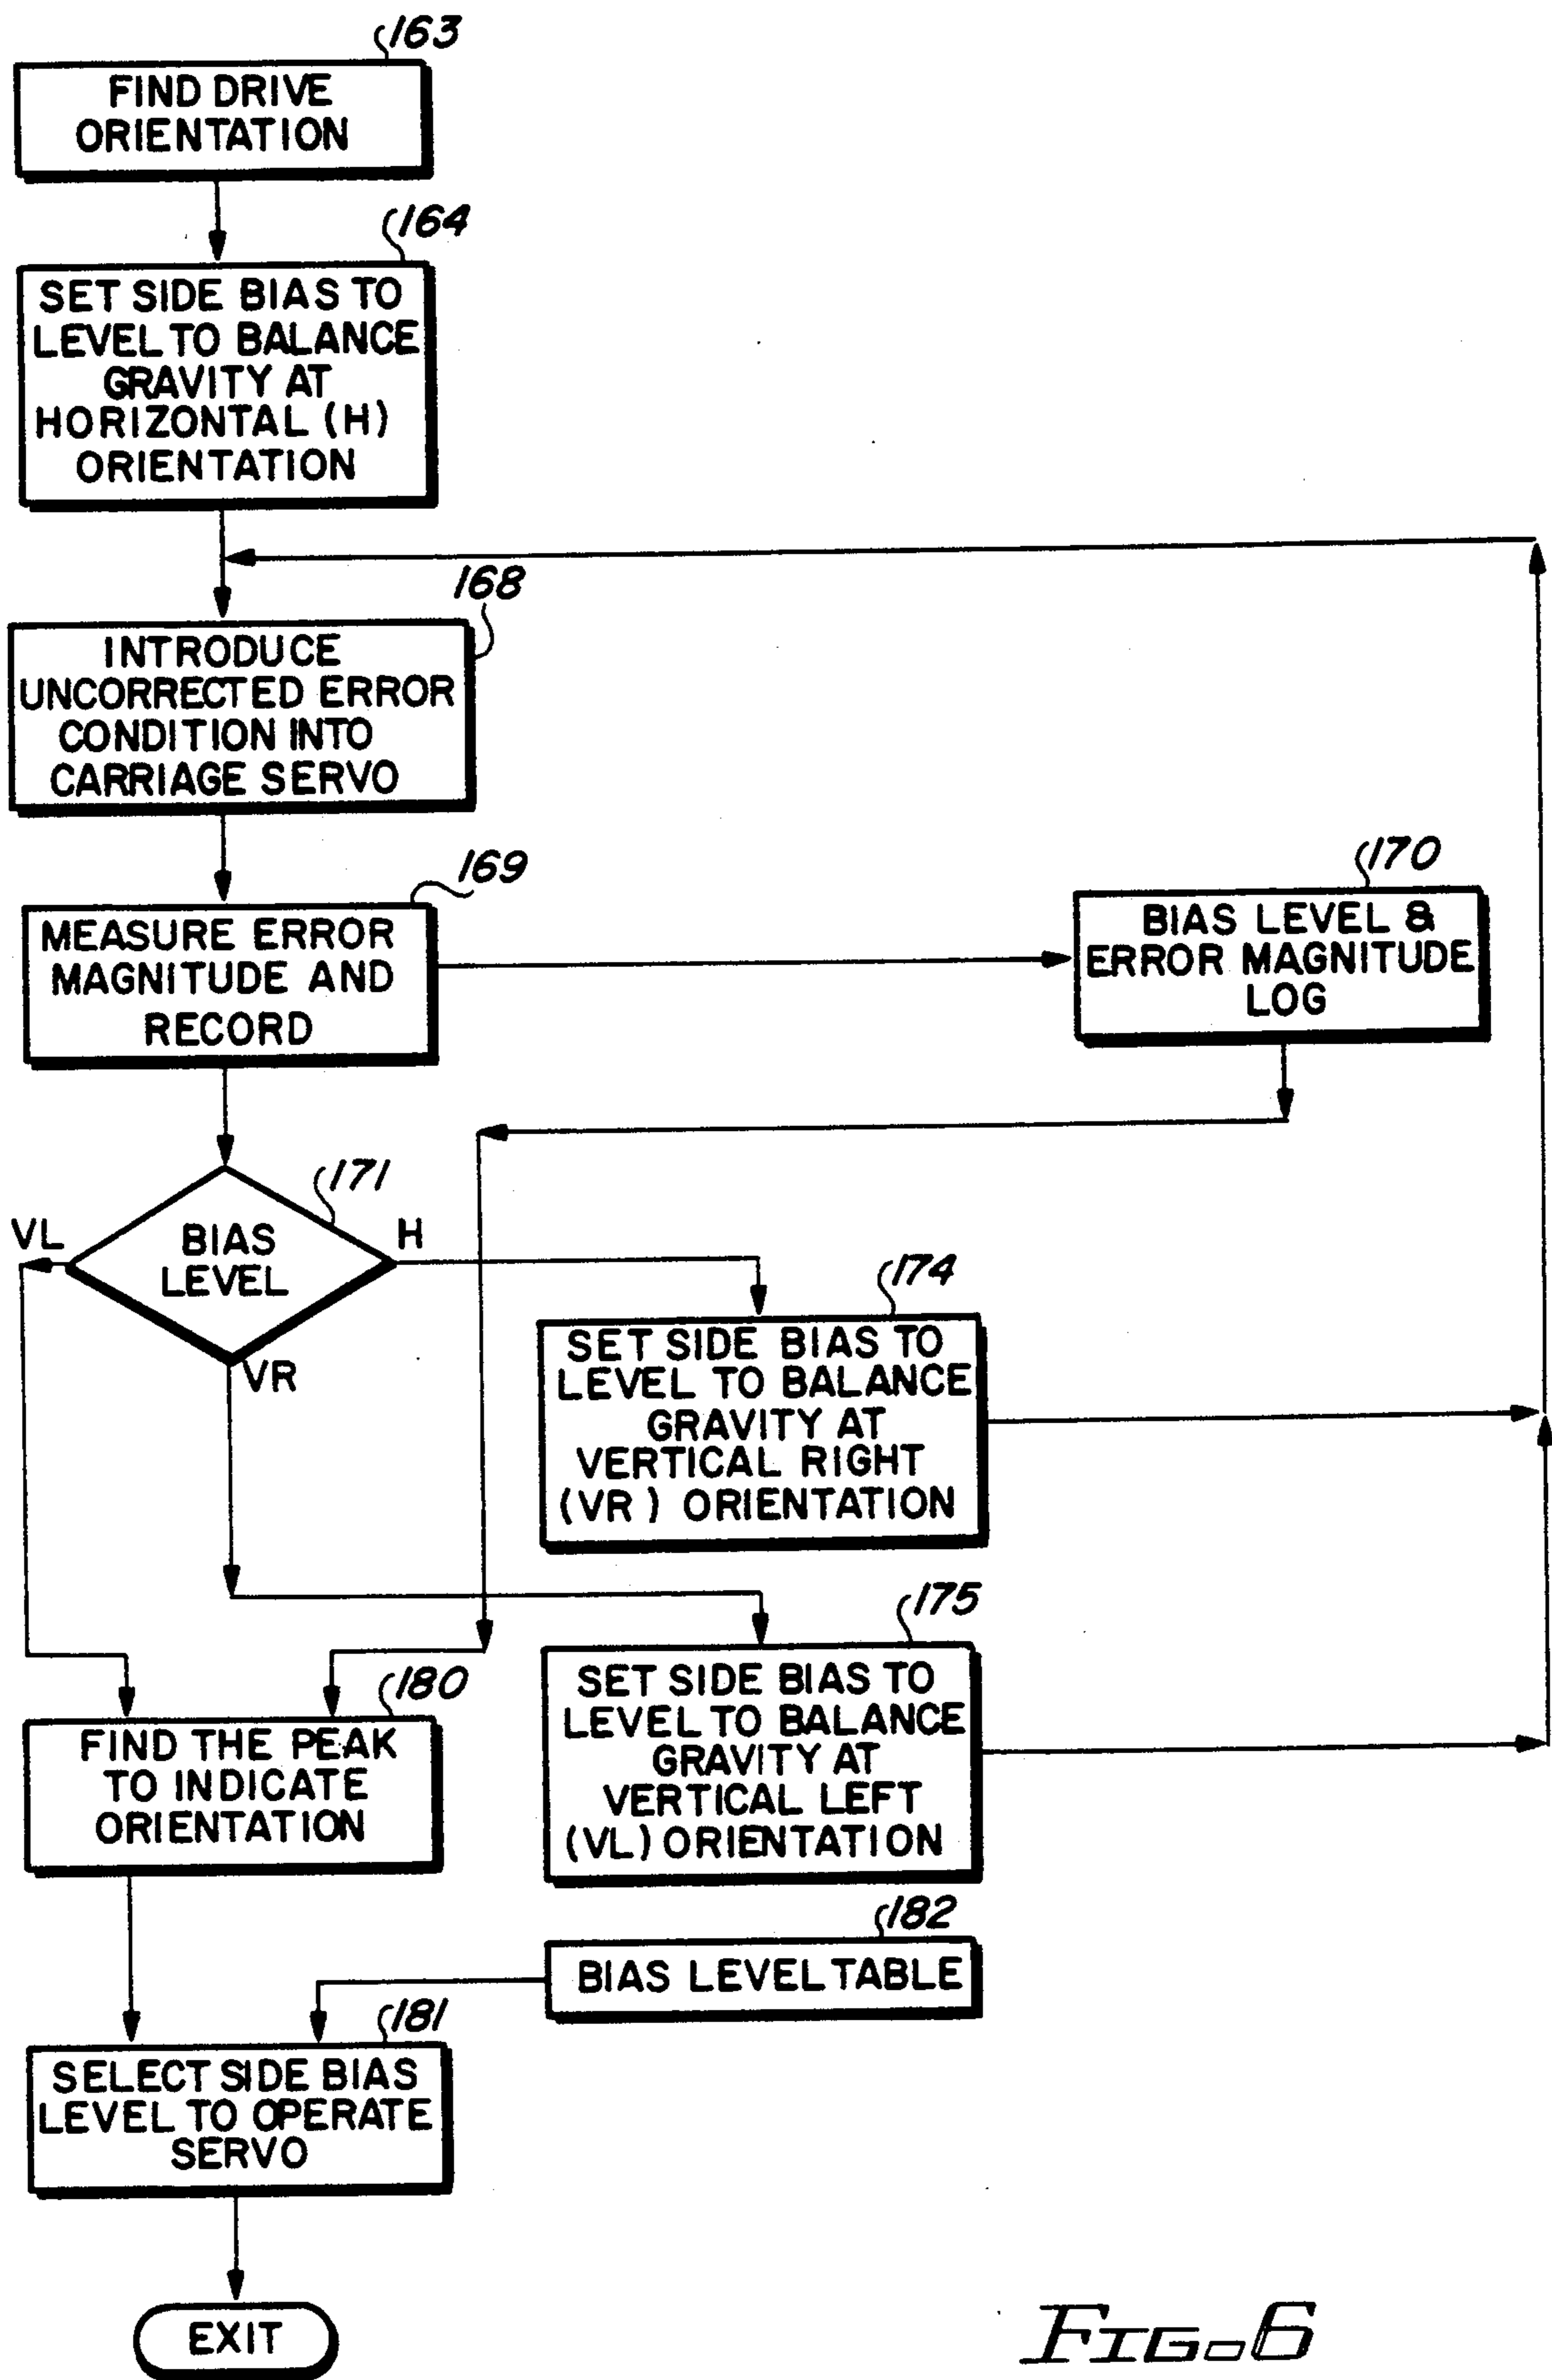 163
FIND DRIVE
ORIENTATION
164
SET SIDE BIAS TO
LEVEL TO BALANCE
GRAVITY AT
HORIZONTAL (H)
ORIENTATION
168
INTRODUCE
UNCORRECTED ERROR
CONDITION INTO
CARRIAGE SERVO
169
MEASURE ERROR
MAGNITUDE AND
RECORD
170
BIAS LEVEL &
ERROR MAGNITUDE
LOG
171
VL
BIAS
LEVEL
H
VR
174
SET SIDE BIAS TO
LEVEL TO BALANCE
GRAVITY AT
VERTICAL RIGHT
(VR) ORIENTATION
175
SET SIDE BIAS TO
LEVEL TO BALANCE
GRAVITY AT
VERTICAL LEFT
(VL) ORIENTATION
180
FIND THE PEAK
TO INDICATE
ORIENTATION
182
BIAS LEVEL TABLE
181
SELECT SIDE BIAS
LEVEL TO OPERATE
SERVO
EXIT
FIG. 6